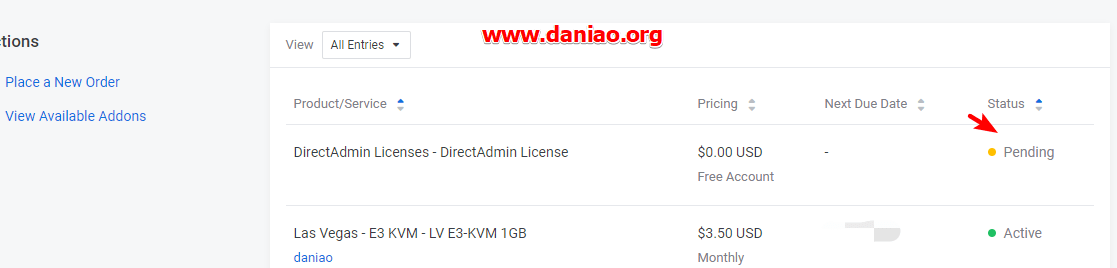 www.daniao.org
ctions
View All Entries
Place a New Order
View Available Addons
Product/Service Pricing Next Due Date Status
DirectAdmin Licenses - DirectAdmin License $0.00 USD - Pending
Free Account
Las Vegas - E3 KVM - LV E3-KVM 1GB $3.50 USD Active
daniao Monthly